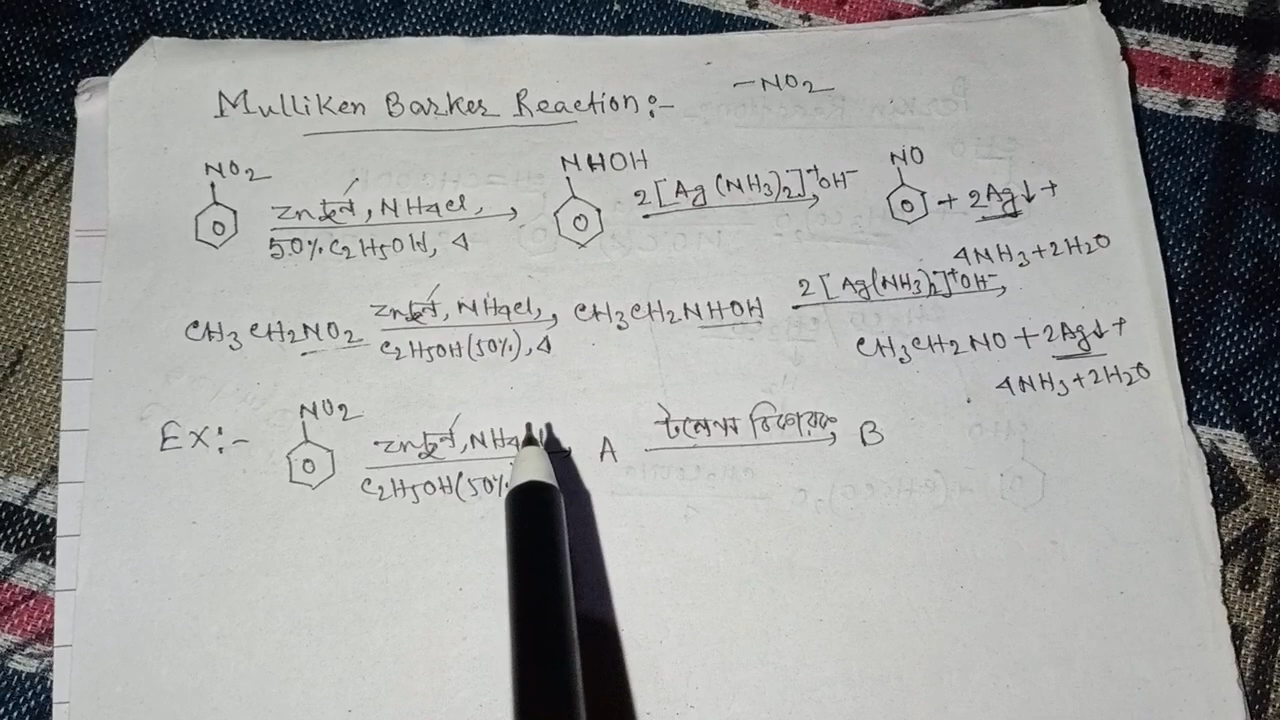 Mulliken Barker Reaction:- -NO2
NO2 NHOH NO
Zn চূর্ণ, NH4Cl, 2[Ag(NH3)2]+OH- + 2Ag↓ +
50% C2H5OH, Δ 4NH3+2H2O
CH3CH2NO2 Zn চূর্ণ, NH4Cl, CH3CH2NHOH 2[Ag(NH3)2]+OH-,
C2H5OH(50%), Δ CH3CH2NO + 2Ag↓ +
4NH3+2H2O
Ex:- NO2 Zn চূর্ণ, A টলেন্স বিকারক B
C2H5OH(50%